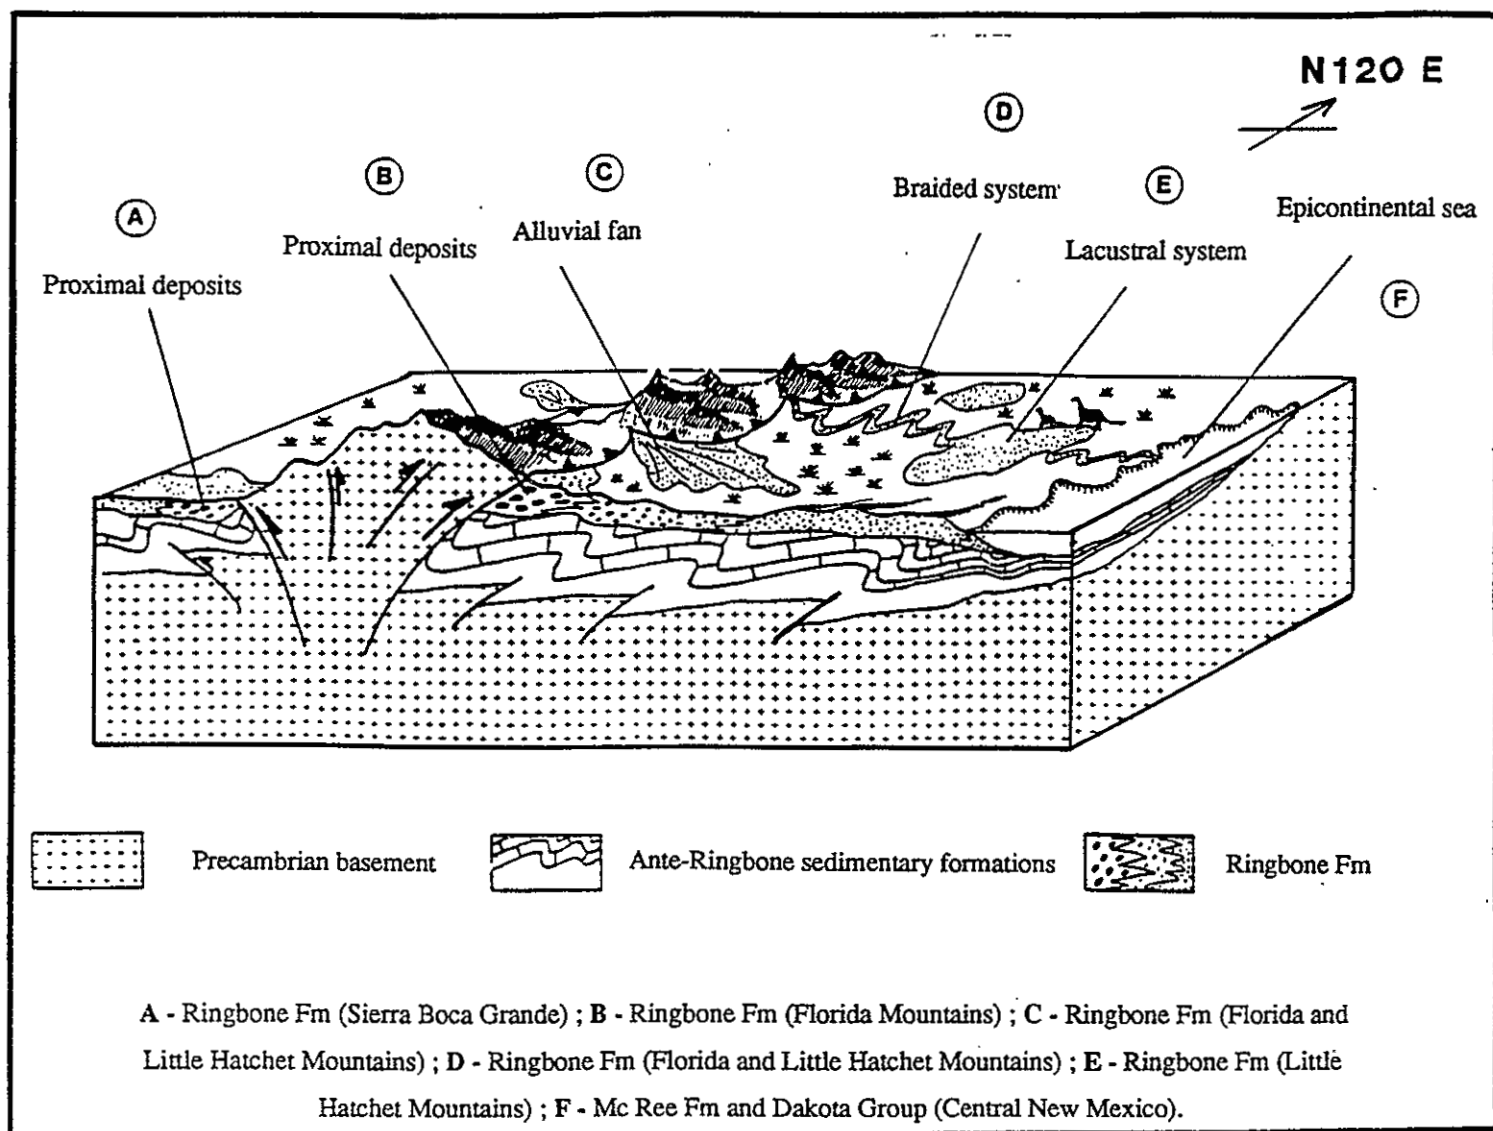 N120 E
D
B
C
E
A
Braided system
Epicontinental sea
Proximal deposits
Alluvial fan
Lacustral system
Proximal deposits
F
Precambrian basement
Ante-Ringbone sedimentary formations
Ringbone Fm
A - Ringbone Fm (Sierra Boca Grande) ; B - Ringbone Fm (Florida Mountains) ; C - Ringbone Fm (Florida and
Little Hatchet Mountains) ; D - Ringbone Fm (Florida and Little Hatchet Mountains) ; E - Ringbone Fm (Little
Hatchet Mountains) ; F - Mc Ree Fm and Dakota Group (Central New Mexico).